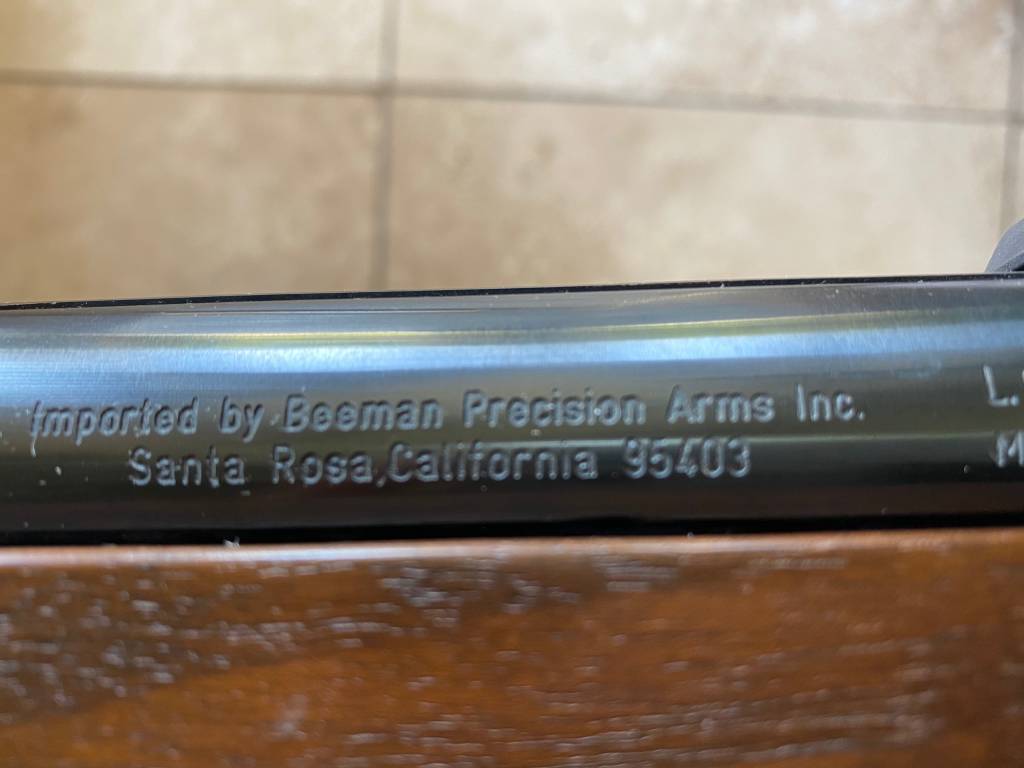 Imported by Beeman Precision Arms Inc.
Santa Rosa,California 95403
L.
M